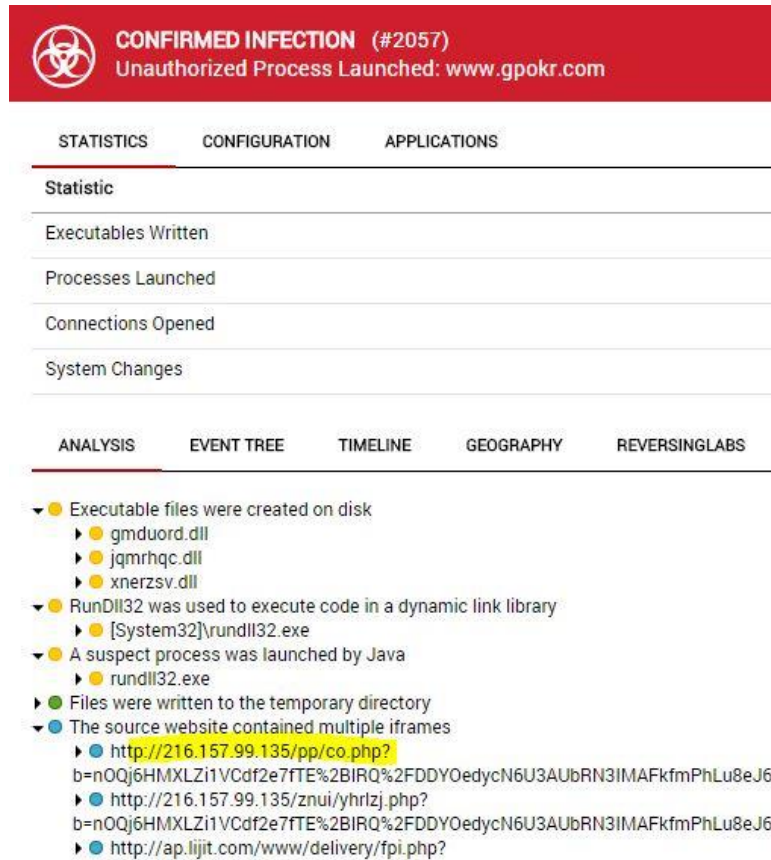 CONFIRMED INFECTION (#2057)
Unauthorized Process Launched: www.gpokr.com
STATISTICS CONFIGURATION APPLICATIONS
Statistic
Executables Written
Processes Launched
Connections Opened
System Changes
ANALYSIS EVENT TREE TIMELINE GEOGRAPHY REVERSINGLABS
Executable files were created on disk
gmduord.dll
jqmrhqc.dll
xnerzsv.dll
RunDll32 was used to execute code in a dynamic link library
[System32]\rundll32.exe
A suspect process was launched by Java
rundll32.exe
Files were written to the temporary directory
The source website contained multiple iframes
http://216.157.99.135/pp/co.php?
b=nOQj6HMXLZi1VCdf2e7fTE%2BIRQ%2FDDYOedycN6U3AUbRN3IMAFkfmPhLu8eJ6
http://216.157.99.135/znui/yhrlzj.php?
b=nOQj6HMXLZi1VCdf2e7fTE%2BIRQ%2FDDYOedycN6U3AUbRN3IMAFkfmPhLu8eJ6
http://ap.lijit.com/www/delivery/fpi.php?